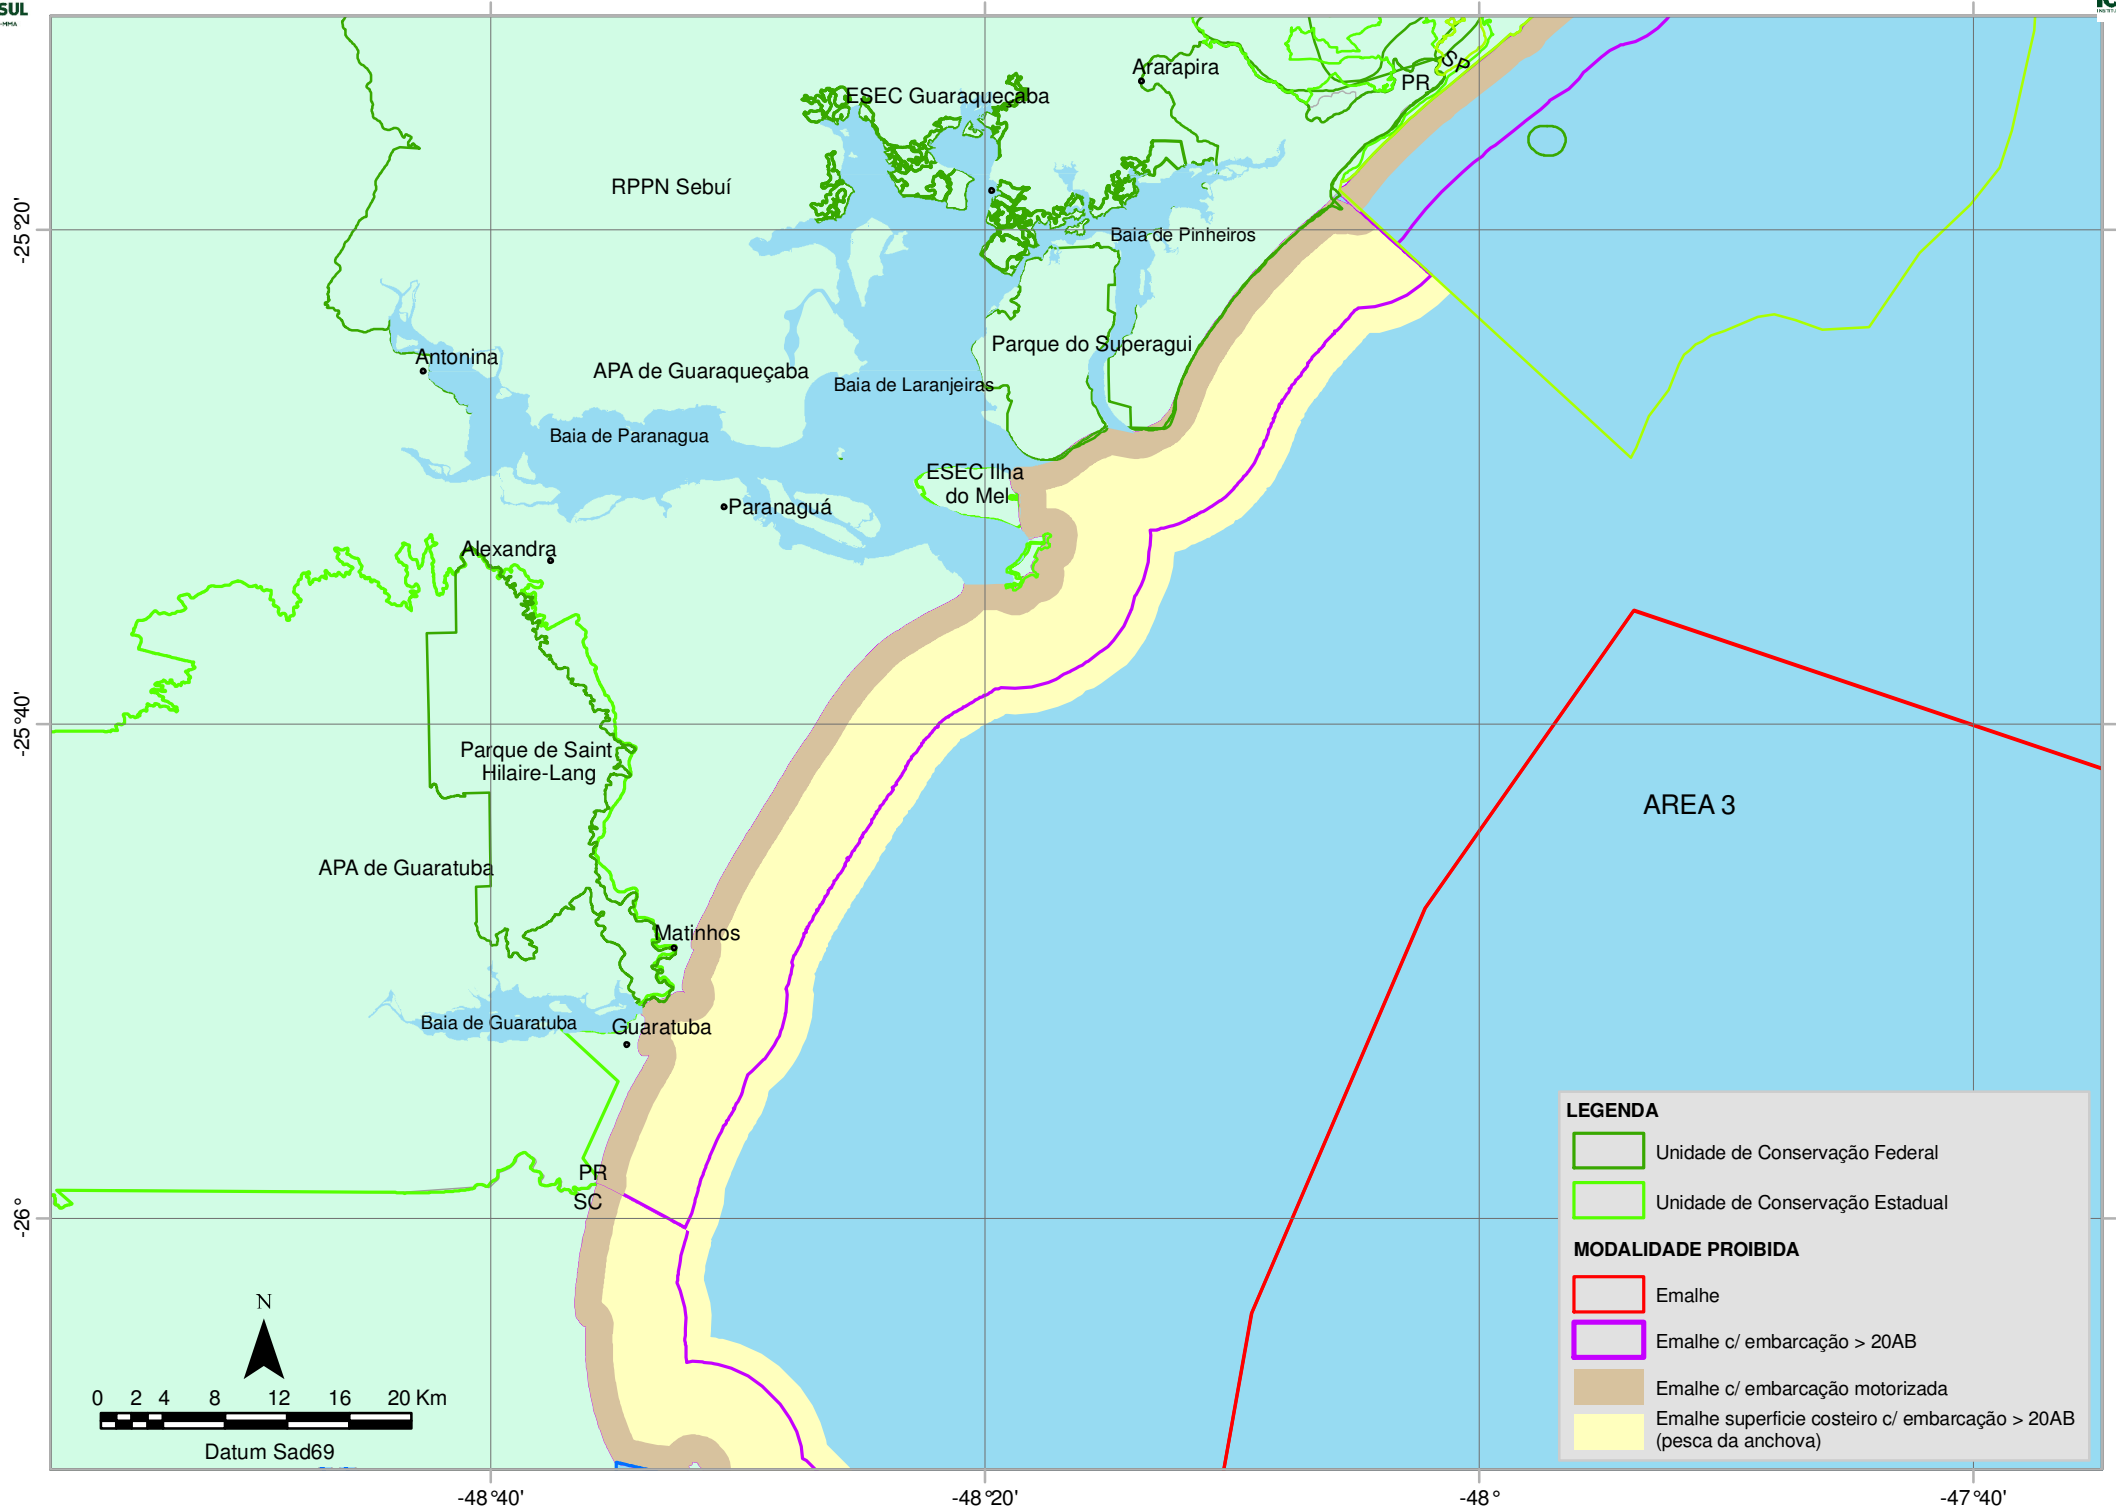 SUL
-MMA
Ararapira
SP
PR
ESEC Guaraqueçaba
RPPN Sebuí
-25°20'
Baia de Pinheiros
Parque do Superagui
Antonina
APA de Guaraqueçaba
Baia de Laranjeiras
Baia de Paranagua
ESEC Ilha
do Mel
Paranaguá
Alexandra
-25°40'
Parque de Saint
Hilaire-Lang
AREA 3
APA de Guaratuba
Matinhos
Baia de Guaratuba
Guaratuba
PR
SC
-26°
LEGENDA
Unidade de Conservação Federal
Unidade de Conservação Estadual
MODALIDADE PROIBIDA
Emalhe
Emalhe c/ embarcação > 20AB
Emalhe c/ embarcação motorizada
Emalhe superficie costeiro c/ embarcação > 20AB
(pesca da anchova)
N
0 2 4 8 12 16 20 Km
Datum Sad69
-48°40' -48°20' -48° -47°40'